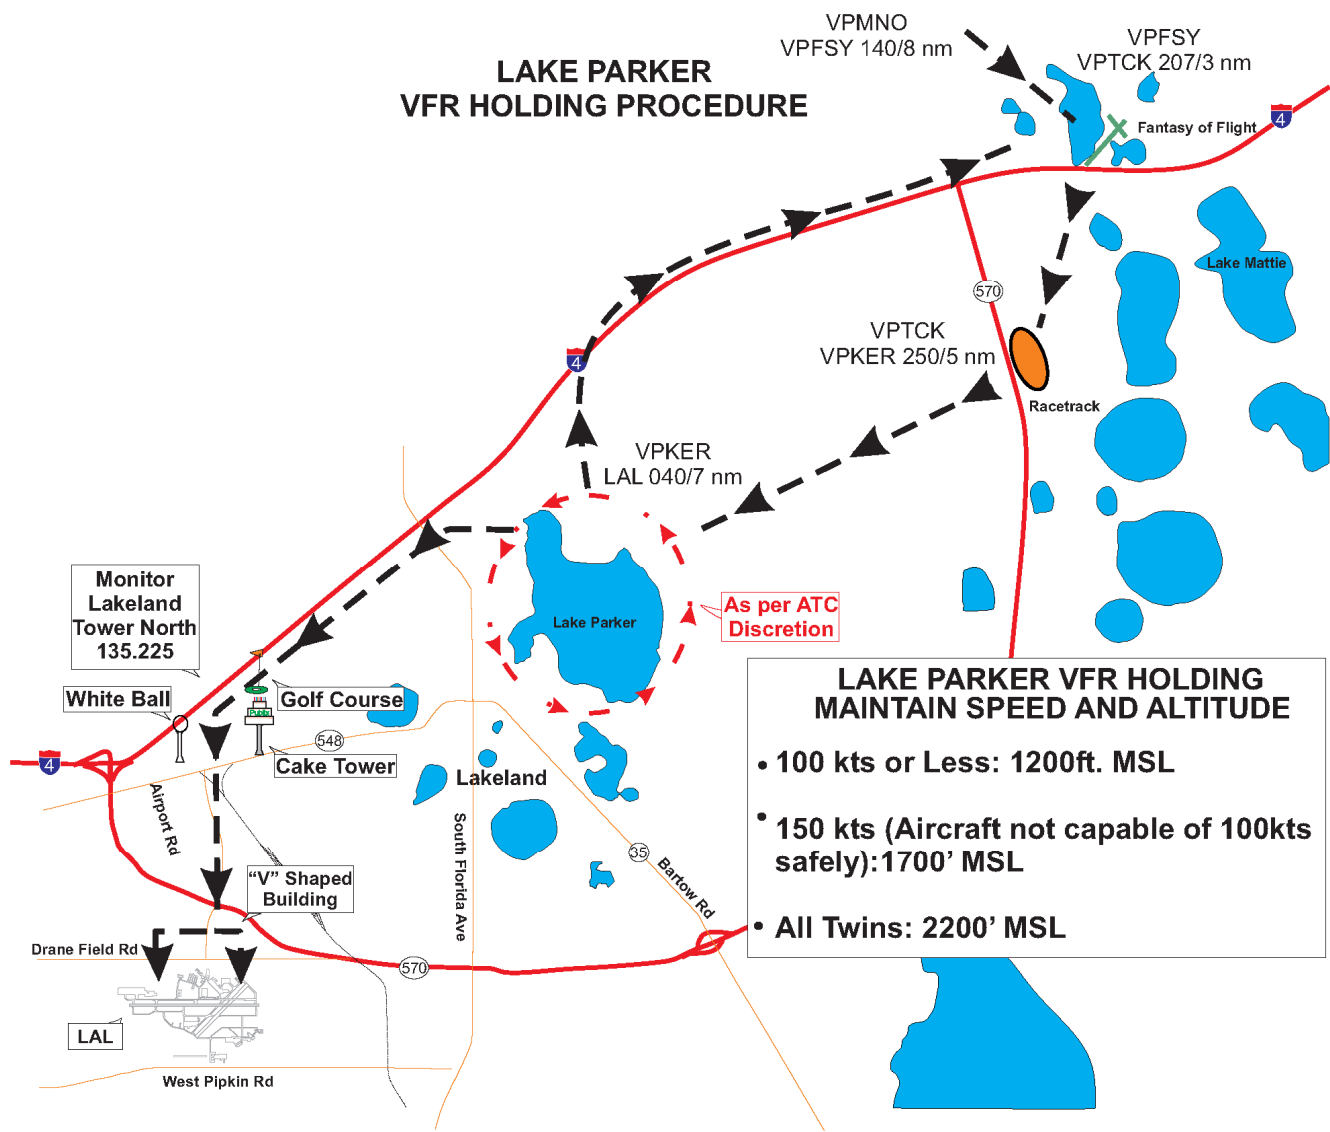 LAKE PARKER
VFR HOLDING PROCEDURE
VPMNO
VPFSY 140/8 nm
VPFSY
VPTCK 207/3 nm
Fantasy of Flight
4
Lake Mattie
570
VPTCK
VPKER 250/5 nm
4
Racetrack
VPKER
LAL 040/7 nm
Monitor
Lakeland
Tower North
135.225
As per ATC
Discretion
Lake Parker
White Ball
Golf Course
Publix
548
Cake Tower
4
Lakeland
Airport Rd
South Florida Ave
35
Bartow Rd
"V" Shaped
Building
Drane Field Rd
570
LAL
West Pipkin Rd
LAKE PARKER VFR HOLDING
MAINTAIN SPEED AND ALTITUDE
• 100 kts or Less: 1200ft. MSL
• 150 kts (Aircraft not capable of 100kts
safely):1700' MSL
• All Twins: 2200' MSL